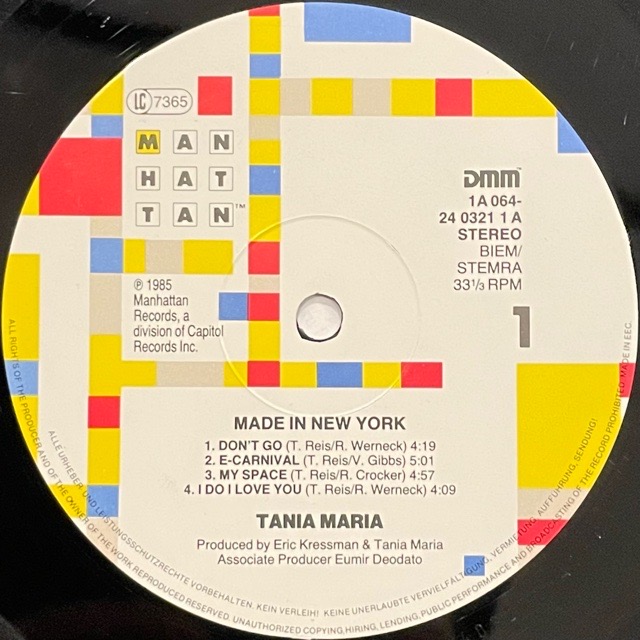 LC 7365
MAN
HAT
TAN™
DMM
1A 064-
24 0321 1 A
STEREO
BIEM/
STEMRA
33 1/3 RPM
℗ 1985
Manhattan
Records, a
division of Capitol
Records Inc.
1
MADE IN NEW YORK
1. DON'T GO (T. Reis/R. Werneck) 4:19
2. E-CARNIVAL (T. Reis/V. Gibbs) 5:01
3. MY SPACE (T. Reis/R. Crocker) 4:57
4. I DO I LOVE YOU (T. Reis/R. Werneck) 4:09
TANIA MARIA
Produced by Eric Kressman & Tania Maria
Associate Producer Eumir Deodato
ALLE URHEBER UND LEISTUNGSSCHUTZRECHTE VORBEHALTEN. KEIN VERLEIH! KEINE UNERLAUBTE VERVIELFALTIGUNG, VERMIETUNG, AUFFUHRUNG, SENDUNG!
ALL RIGHTS OF THE PRODUCER AND OF THE OWNER OF THE WORK REPRODUCED RESERVED. UNAUTHORIZED COPYING, HIRING, LENDING, PUBLIC PERFORMANCE AND BROADCASTING OF THE RECORD PROHIBITED. MADE IN EEC.